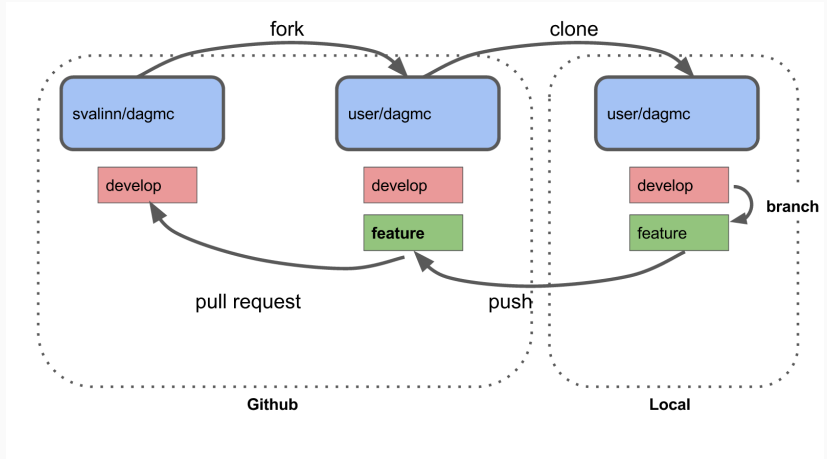 fork
clone
svalinn/dagmc
user/dagmc
user/dagmc
develop
develop
develop
branch
feature
feature
pull request
push
Github
Local